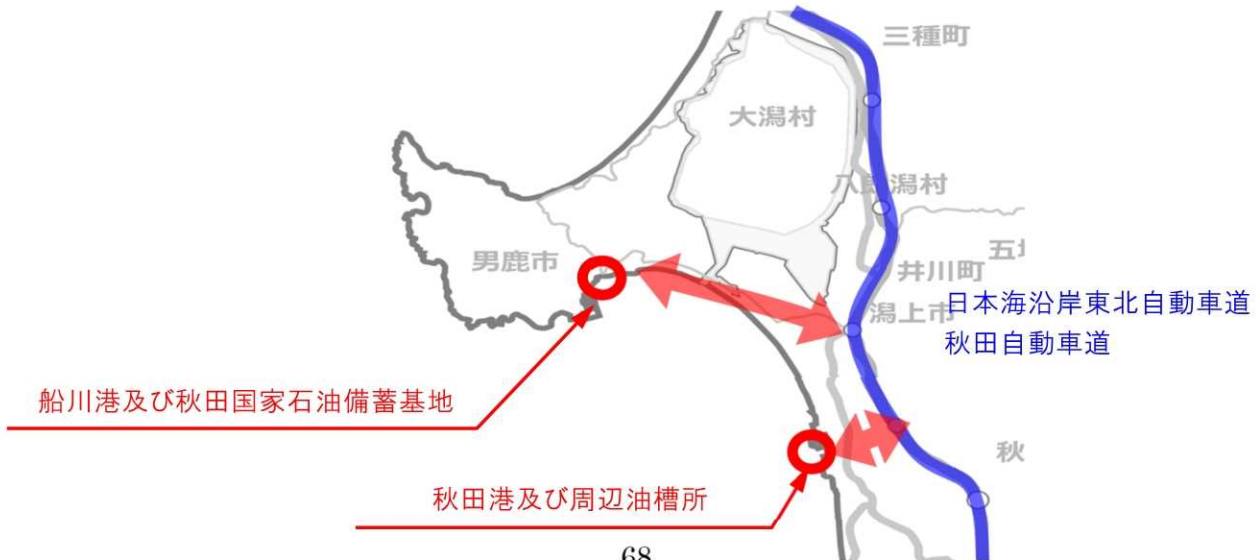 三種町
大潟村
八郎潟村
五
男鹿市
井川町
潟上市
日本海沿岸東北自動車道
秋田自動車道
船川港及び秋田国家石油備蓄基地
秋
秋田港及び周辺油槽所
68